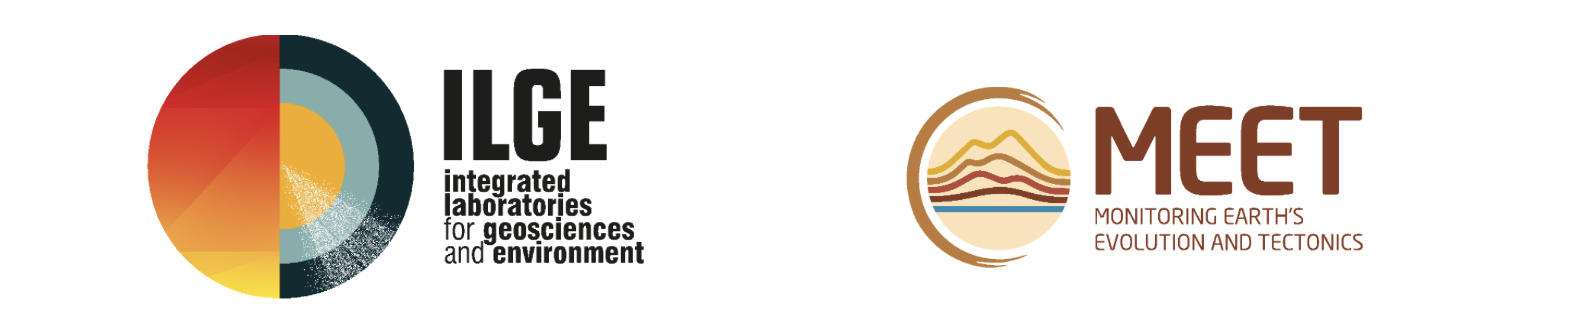 ILGE
integrated
laboratories
for geosciences
and environment
MEET
MONITORING EARTH'S
EVOLUTION AND TECTONICS